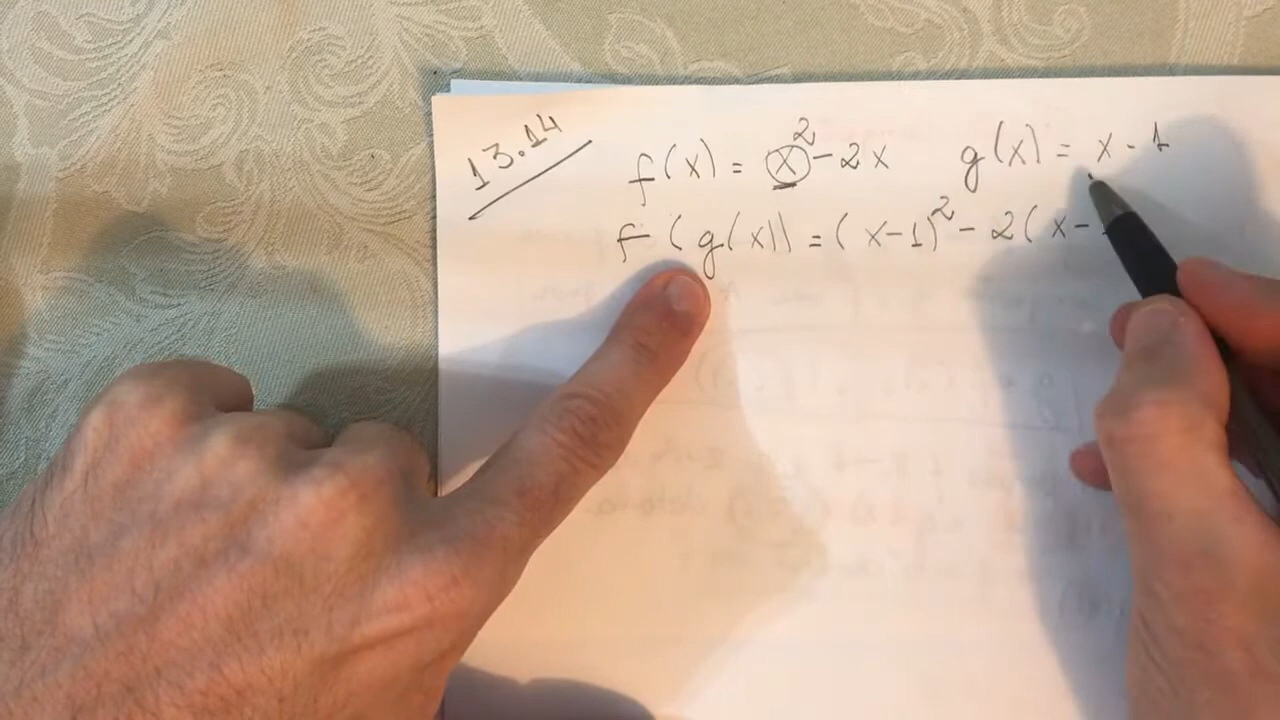 13.14
f(x) = x² - 2x g(x) = x - 1
f(g(x)) = (x-1)² - 2(x-